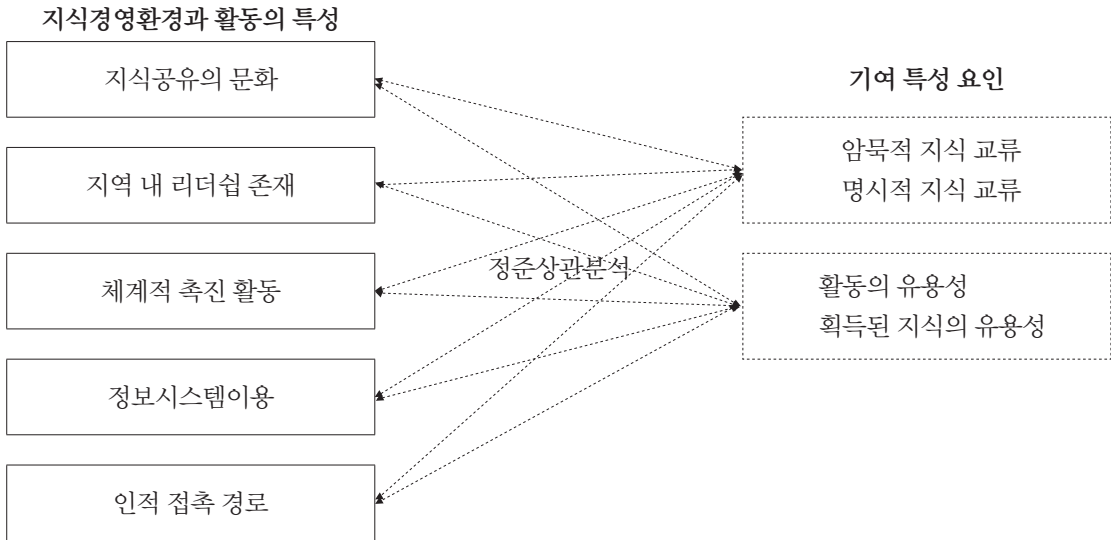 지식경영환경과 활동의 특성
지식공유의 문화
지역 내 리더쉽 존재
체계적 촉진 활동
정보시스템이용
인적 접촉 경로
정준상관분석
기여 특성 요인
암묵적 지식 교류
명시적 지식 교류
활동의 유용성
획득된 지식의 유용성